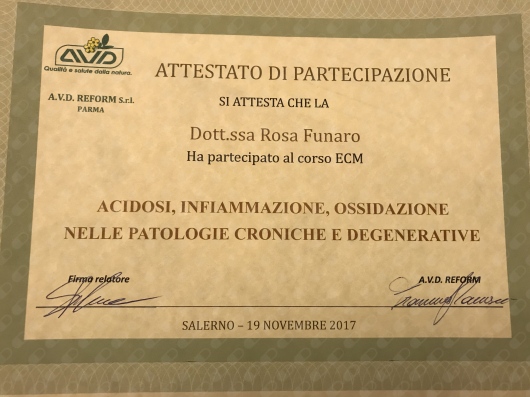 AVD
Qualità e salute dalla natura.
ATTESTATO DI PARTECIPAZIONE
A.V.D. REFORM S.r.l.
PARMA
SI ATTESTA CHE LA
Dott.ssa Rosa Funaro
Ha partecipato al corso ECM
ACIDOSI, INFIAMMAZIONE, OSSIDAZIONE
NELLE PATOLOGIE CRONICHE E DEGENERATIVE
Firma relatore
A.V.D. REFORM
SALERNO – 19 NOVEMBRE 2017